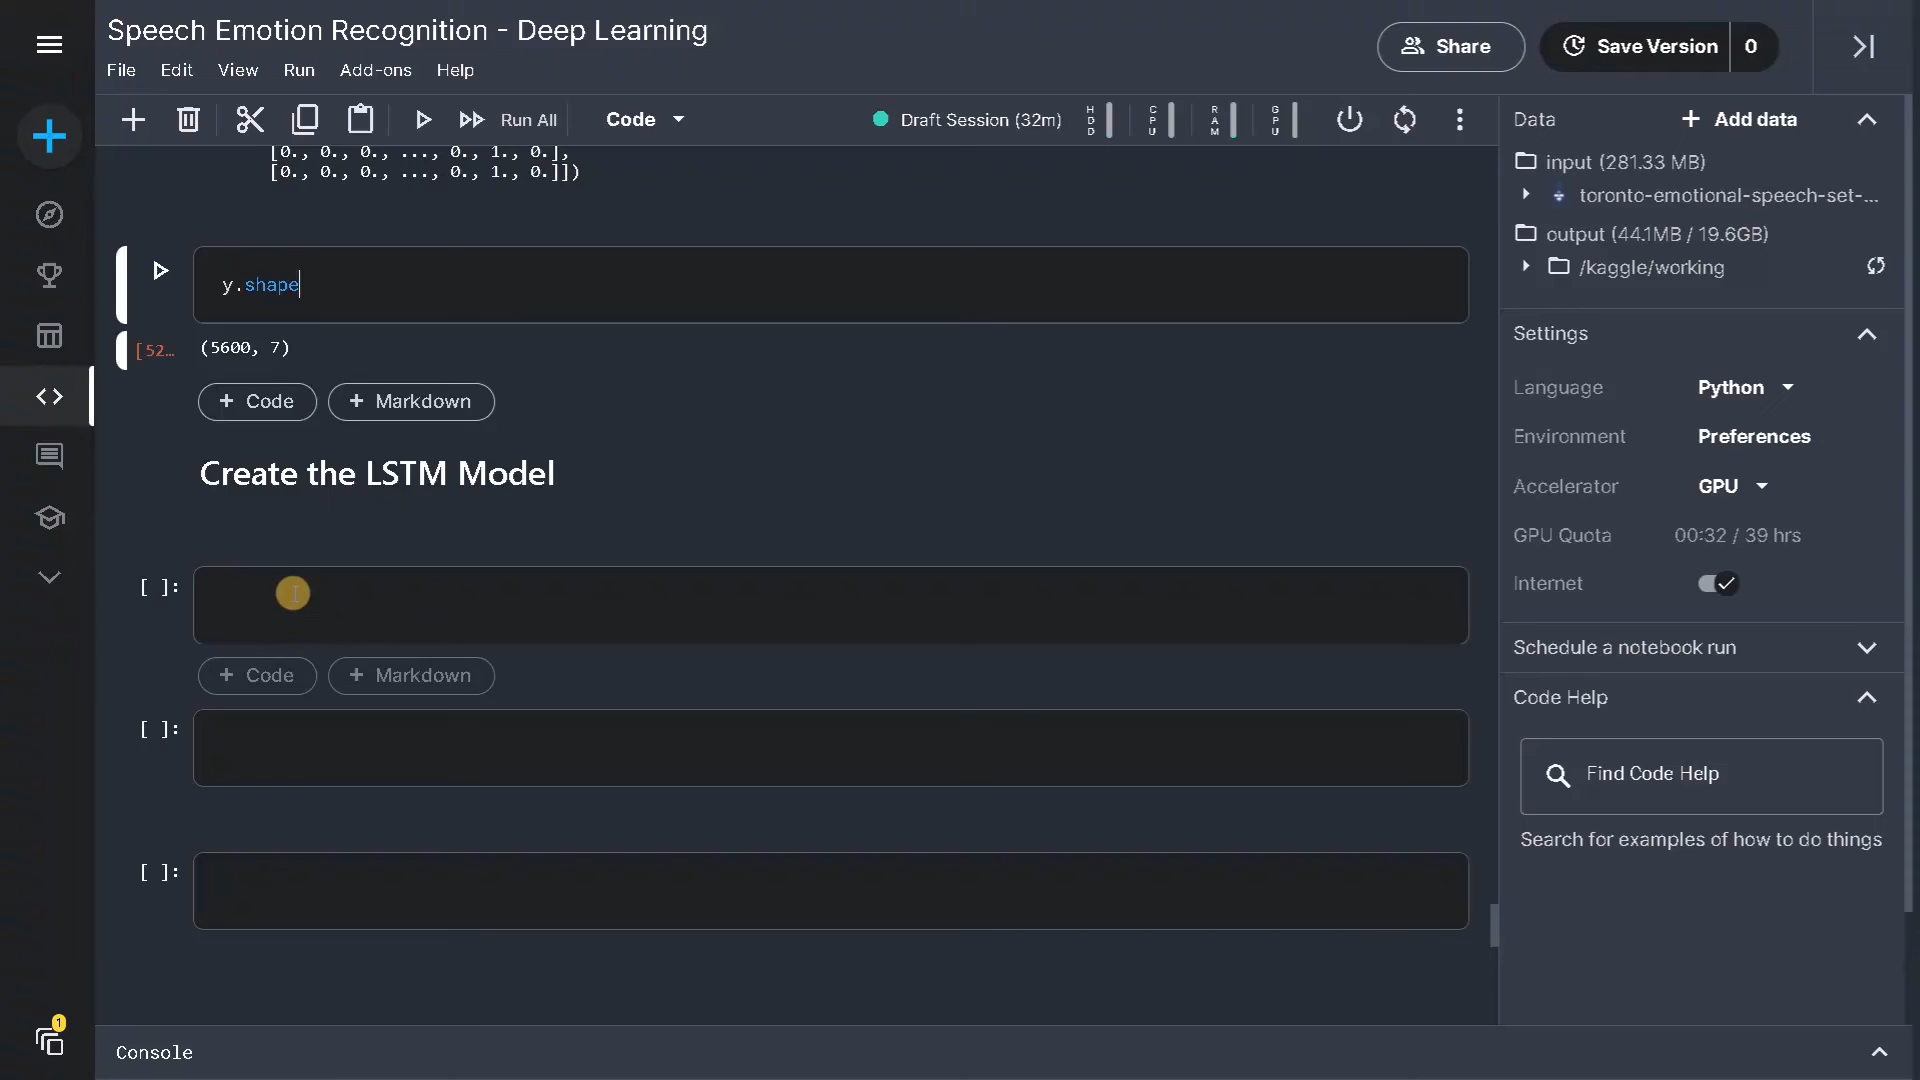 Speech Emotion Recognition - Deep Learning
File Edit View Run Add-ons Help
Share
Save Version 0
Run All
Code
Draft Session (32m)
HDD
CPU
RAM
GPU
[0., 0., 0., ..., 0., 1., 0.],
[0., 0., 0., ..., 0., 1., 0.]])
y.shape
[52…
(5600, 7)
+ Code
+ Markdown
Create the LSTM Model
[ ]:
+ Code
+ Markdown
[ ]:
[ ]:
Console
1
Data
+ Add data
input (281.33 MB)
toronto-emotional-speech-set-...
output (44.1MB / 19.6GB)
/kaggle/working
Settings
Language Python
Environment Preferences
Accelerator GPU
GPU Quota 00:32 / 39 hrs
Internet
Schedule a notebook run
Code Help
Find Code Help
Search for examples of how to do things